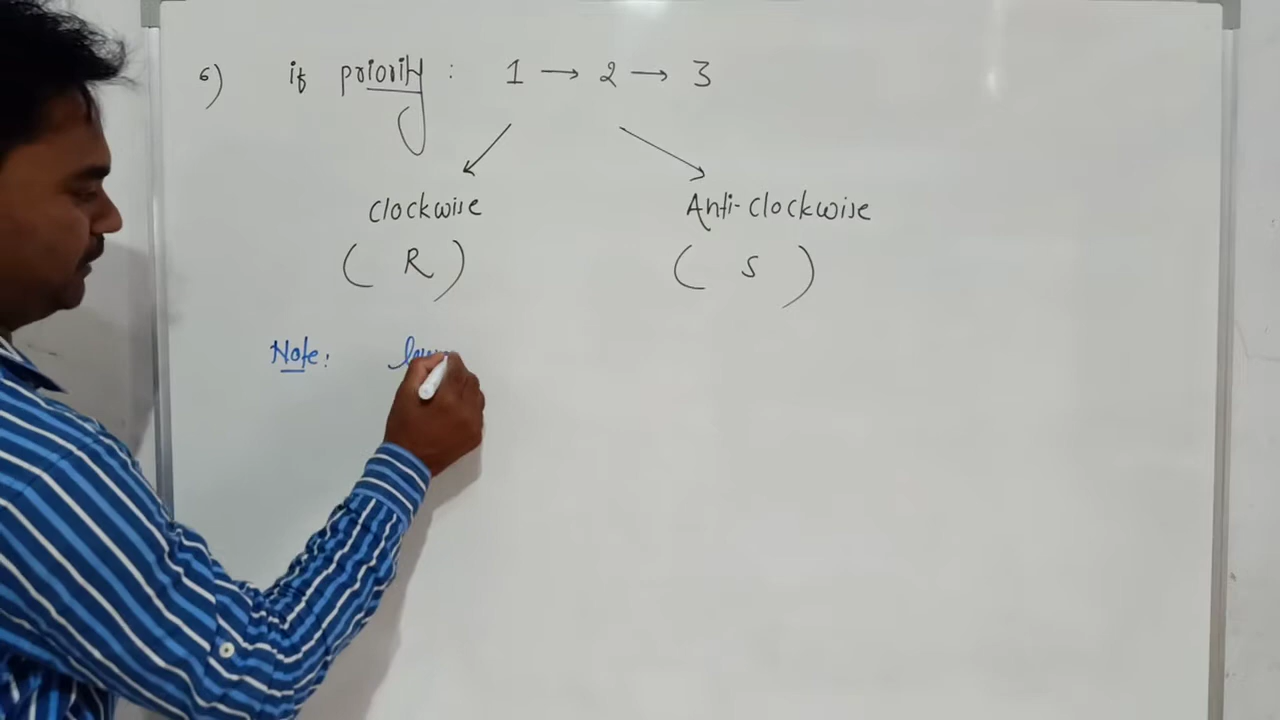 6) if priority : 1 → 2 → 3
Clockwise Anti-clockwise
( R ) ( S )
Note: